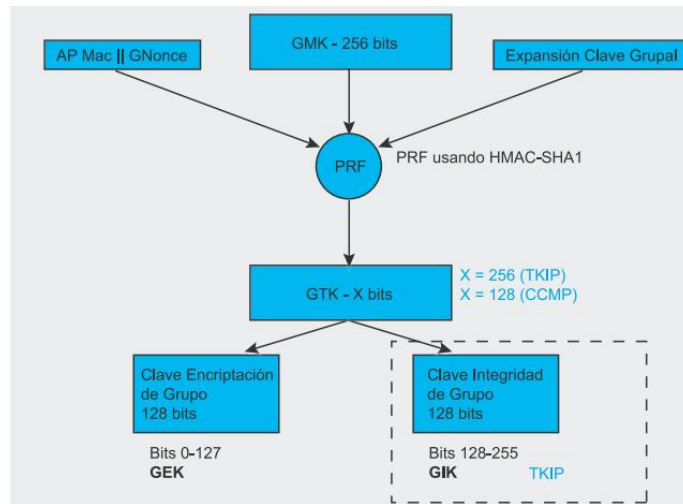 AP Mac || GNonce
GMK - 256 bits
Expansión Clave Grupal
PRF
PRF usando HMAC-SHA1
GTK - X bits
X = 256 (TKIP)
X = 128 (CCMP)
Clave Encriptación
de Grupo
128 bits
Clave Integridad
de Grupo
128 bits
Bits 0-127
GEK
Bits 128-255
GIK
TKIP